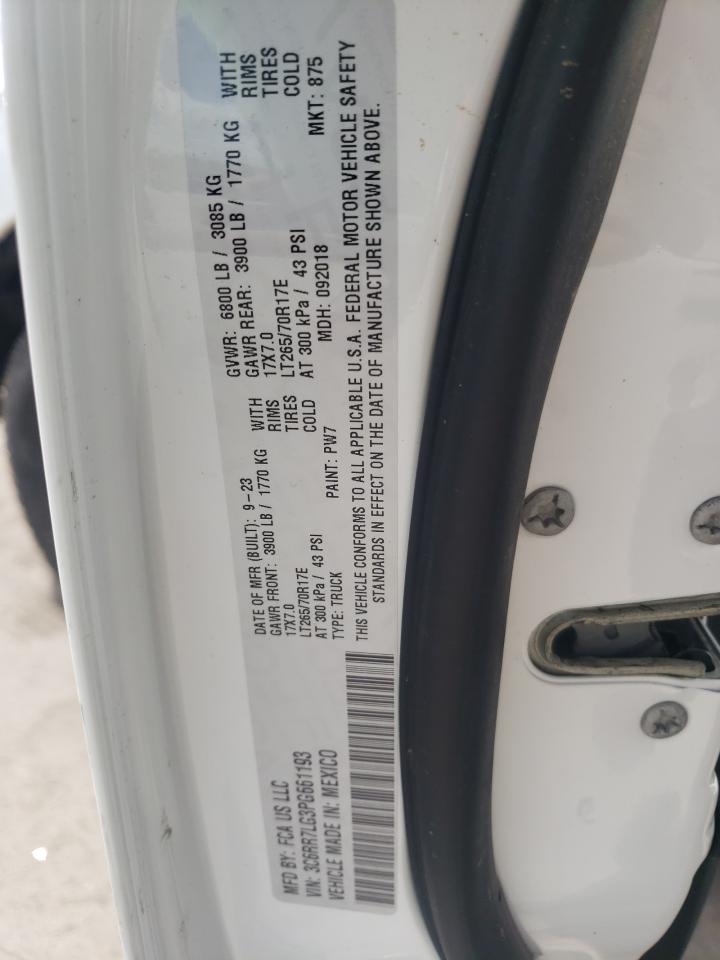 MFD BY: FCA US LLC
VIN: 3C6RR7LG3PG661193
VEHICLE MADE IN: MEXICO
DATE OF MFR (BUILT): 9-23
GAWR FRONT: 3900 LB / 1770 KG WITH
17X7.0 RIMS
LT265/70R17E TIRES
AT 300 kPa / 43 PSI COLD
TYPE: TRUCK PAINT: PW7
GVWR: 6800 LB / 3085 KG
GAWR REAR: 3900 LB / 1770 KG WITH
17X7.0 RIMS
LT265/70R17E TIRES
AT 300 kPa / 43 PSI COLD
MDH: 092018 MKT: 875
THIS VEHICLE CONFORMS TO ALL APPLICABLE U.S.A. FEDERAL MOTOR VEHICLE SAFETY
STANDARDS IN EFFECT ON THE DATE OF MANUFACTURE SHOWN ABOVE.